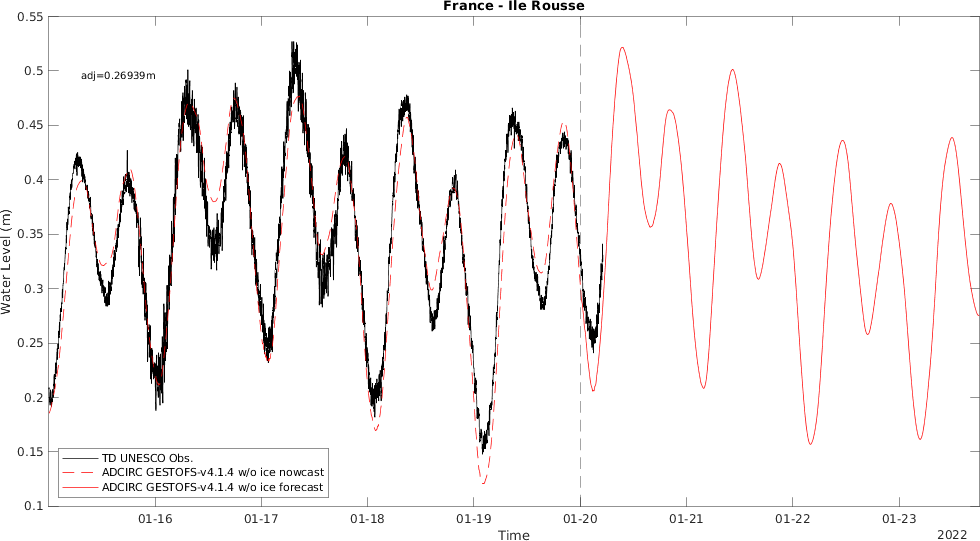 France - Ile Rousse
adj=0.26939m
Water Level (m)
0.55
0.5
0.45
0.4
0.35
0.3
0.25
0.2
0.15
0.1
TD UNESCO Obs.
ADCIRC GESTOFS-v4.1.4 w/o ice nowcast
ADCIRC GESTOFS-v4.1.4 w/o ice forecast
01-16 01-17 01-18 01-19 01-20 01-21 01-22 01-23
Time
2022